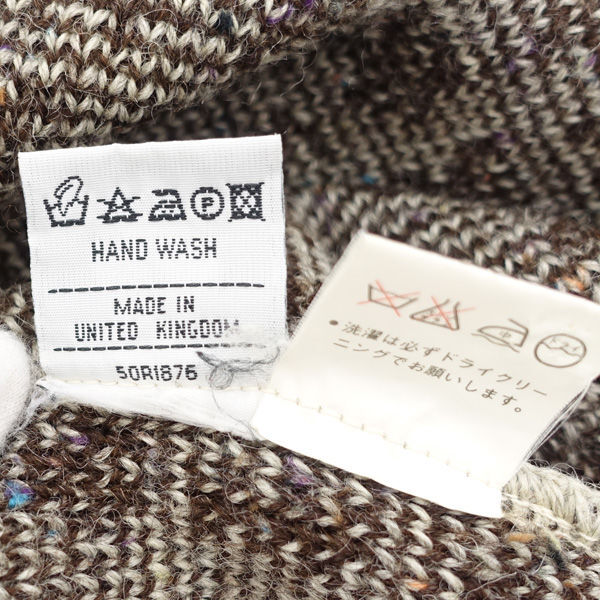 P
HAND WASH
MADE IN
UNITED KINGDOM
50RI876
●洗濯は必ずドライクリー
ニングでお願いします。